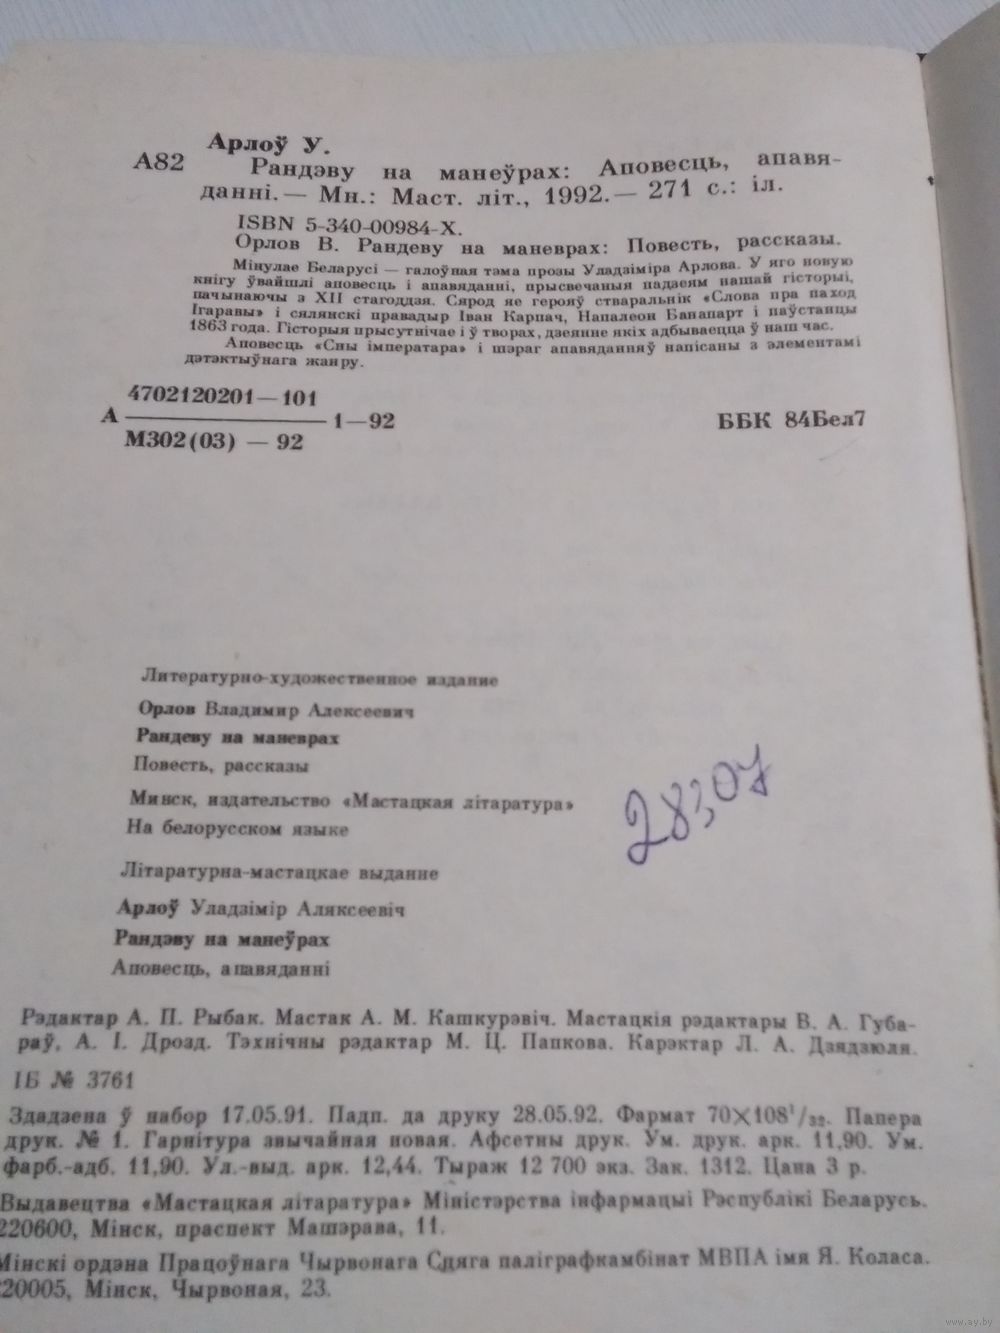 Арлоў У.
А82 Рандэву на манеўрах: Аповесць, апавя-
данні.— Мн.: Маст. літ., 1992.— 271 с.: іл.
ISBN 5-340-00984-X.
Орлов В. Рандеву на маневрах: Повесть, рассказы.
Мінулае Беларусі — галоўная тэма прозы Уладзіміра Арлова. У яго новую
кнігу ўвайшлі аповесць і апавяданні, прысвечаныя падзеям нашай гісторыі,
пачынаючы з XII стагоддзя. Сярод яе герояў стваральнік «Слова пра паход
Ігаравы» і сялянскі правадыр Іван Карпач, Напалеон Банапарт і паўстанцы
1863 года. Гісторыя прысутнічае і ў творах, дзеянне якіх адбываецца ў наш час.
Аповесць «Сны імператара» і шэраг апавяданняў напісаны з элементамі
дэтэктыўнага жанру.
4702120201—101
А 1—92 ББК 84Бел7
М302(03) — 92
Литературно-художественное издание
Орлов Владимир Алексеевич
Рандеву на маневрах
Повесть, рассказы
Минск, издательство «Мастацкая літаратура»
На белорусском языке
28,07
Літаратурна-мастацкае выданне
Арлоў Уладзімір Аляксеевіч
Рандэву на манеўрах
Аповесць, апавяданні
Рэдактар А. П. Рыбак. Мастак А. М. Кашкурэвіч. Мастацкія рэдактары В. А. Губа-
раў, А. І. Дрозд. Тэхнічны рэдактар М. Ц. Папкова. Карэктар Л. А. Дзядзюля.
ІБ № 3761
Здадзена ў набор 17.05.91. Падп. да друку 28.05.92. Фармат 70×108¹/₃₂. Папера
друк. № 1. Гарнітура звычайная новая. Афсетны друк. Ум. друк. арк. 11,90. Ум.
фарб.-адб. 11,90. Ул.-выд. арк. 12,44. Тыраж 12 700 экз. Зак. 1312. Цана 3 р.
Выдавецтва «Мастацкая літаратура» Міністэрства інфармацыі Рэспублікі Беларусь.
220600, Мінск, праспект Машэрава, 11.
Мінскі ордэна Працоўнага Чырвонага Сцяга паліграфкамбінат МВПА імя Я. Коласа.
220005, Мінск, Чырвоная, 23.
www.ay.by